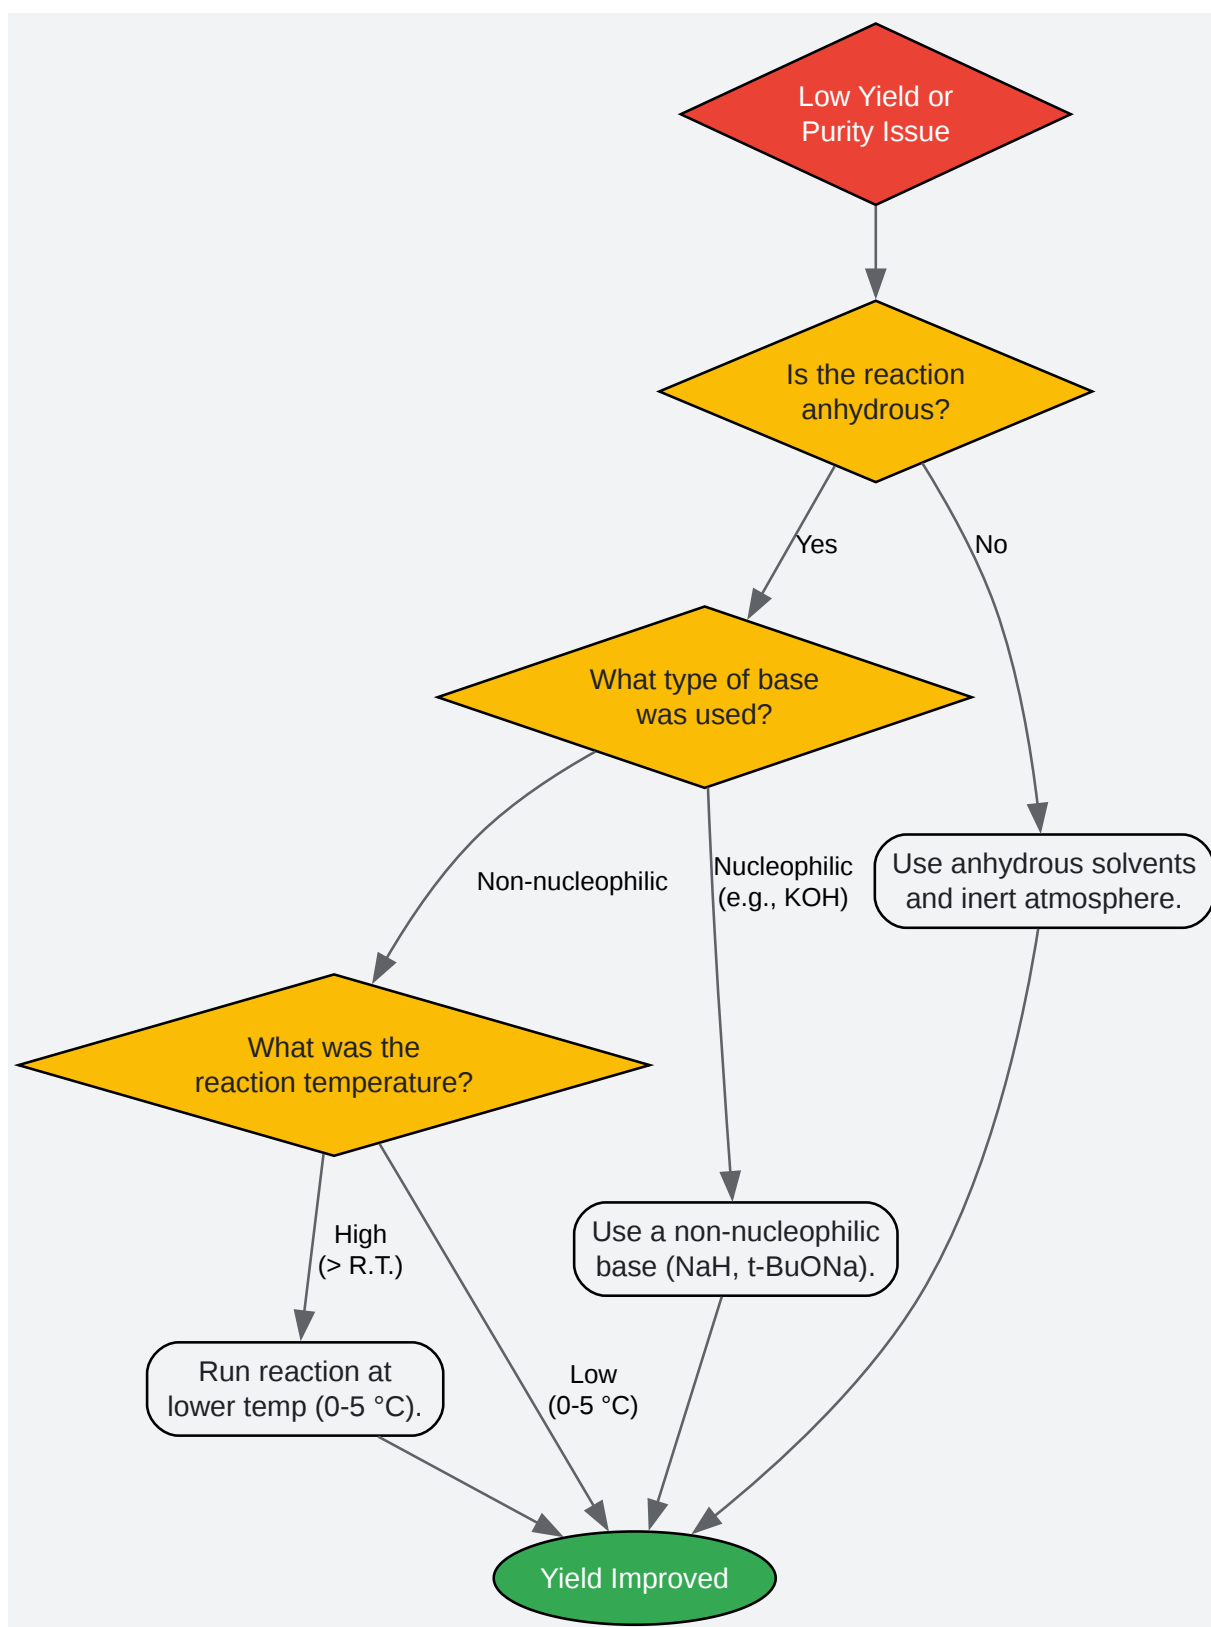 Low Yield or
Purity Issue
Is the reaction
anhydrous?
Yes
No
What type of base
was used?
Non-nucleophilic
Nucleophilic
(e.g., KOH)
Use anhydrous solvents
and inert atmosphere.
What was the
reaction temperature?
High
(> R.T.)
Use a non-nucleophilic
base (NaH, t-BuONa).
Run reaction at
lower temp (0-5 °C).
Low
(0-5 °C)
Yield Improved